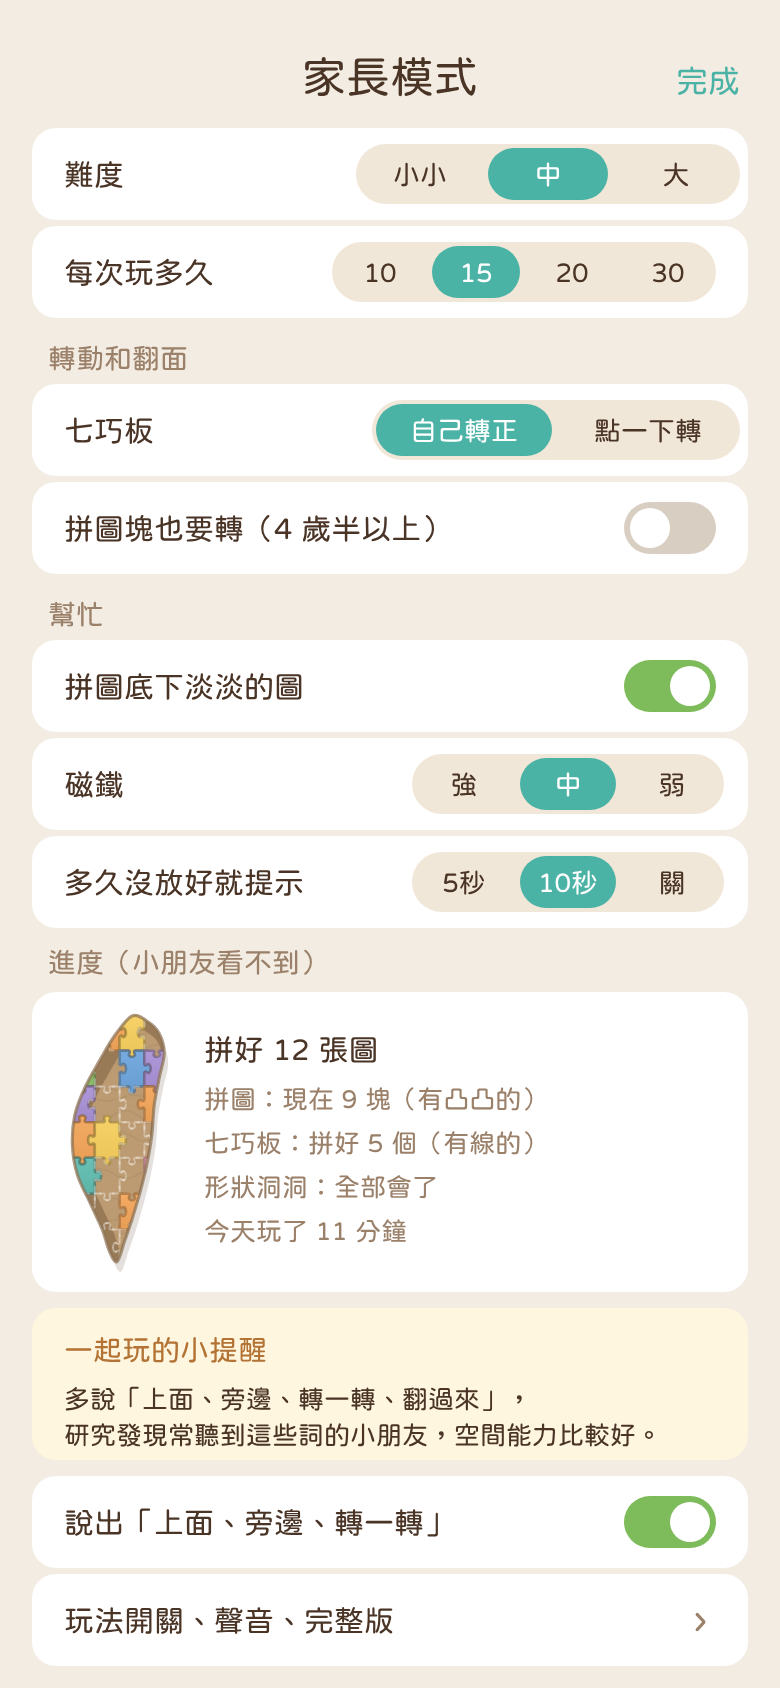 家長模式
完成
難度
小小 中 大
每次玩多久
10 15 20 30
轉動和翻面
七巧板
自己轉正 點一下轉
拼圖塊也要轉（4 歲半以上）
幫忙
拼圖底下淡淡的圖
磁鐵
強 中 弱
多久沒放好就提示
5秒 10秒 關
進度（小朋友看不到）
拼好 12 張圖
拼圖：現在 9 塊（有凸凸的）
七巧板：拼好 5 個（有線的）
形狀洞洞：全部會了
今天玩了 11 分鐘
一起玩的小提醒
多說「上面、旁邊、轉一轉、翻過來」，
研究發現常聽到這些詞的小朋友，空間能力比較好。
說出「上面、旁邊、轉一轉」
玩法開關、聲音、完整版